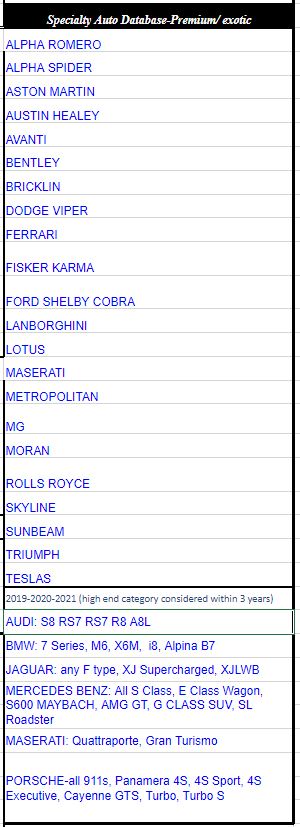 Specialty Auto Database-Premium/ exotic
ALPHA ROMERO
ALPHA SPIDER
ASTON MARTIN
AUSTIN HEALEY
AVANTI
BENTLEY
BRICKLIN
DODGE VIPER
FERRARI
FISKER KARMA
FORD SHELBY COBRA
LANBORGHINI
LOTUS
MASERATI
METROPOLITAN
MG
MORAN
ROLLS ROYCE
SKYLINE
SUNBEAM
TRIUMPH
TESLAS
2019-2020-2021 (high end category considered within 3 years)
AUDI: S8 RS7 RS7 R8 A8L
BMW: 7 Series, M6, X6M, i8, Alpina B7
JAGUAR: any F type, XJ Supercharged, XJLWB
MERCEDES BENZ: All S Class, E Class Wagon,
S600 MAYBACH, AMG GT, G CLASS SUV, SL
Roadster
MASERATI: Quattraporte, Gran Turismo
PORSCHE-all 911s, Panamera 4S, 4S Sport, 4S
Executive, Cayenne GTS, Turbo, Turbo S